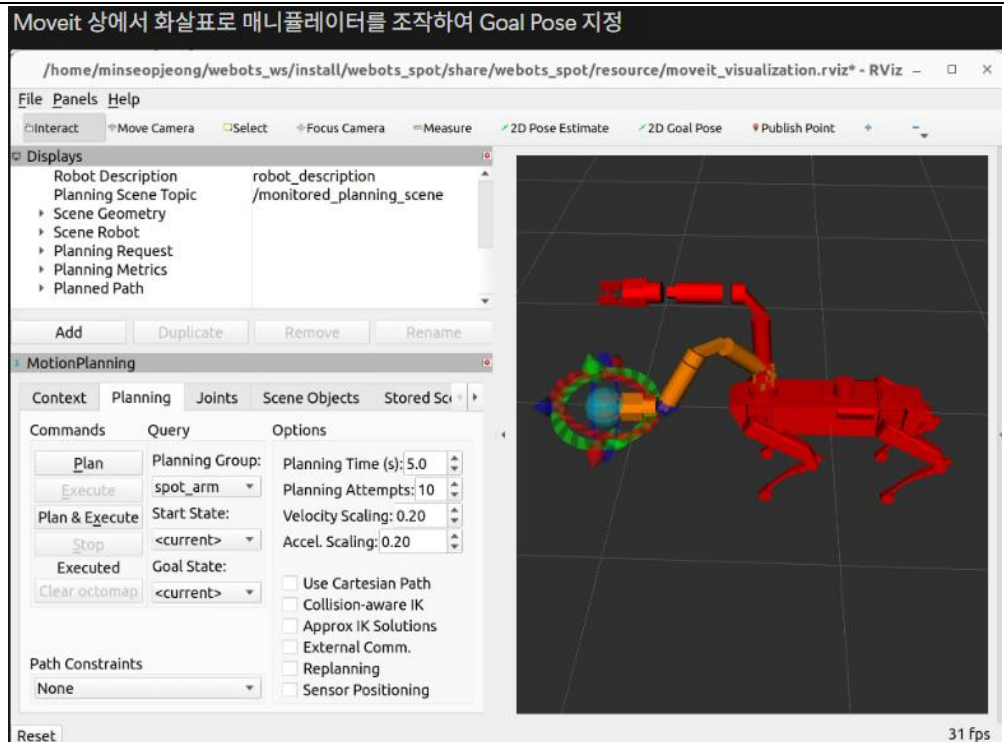 Moveit 상에서 화살표로 매니퓰레이터를 조작하여 Goal Pose 지정
/home/minseopjeong/webots_ws/install/webots_spot/share/webots_spot/resource/moveit_visualization.rviz* - RViz
File Panels Help
Interact Move Camera Select Focus Camera Measure 2D Pose Estimate 2D Goal Pose Publish Point
Displays
Robot Description robot_description
Planning Scene Topic /monitored_planning_scene
Scene Geometry
Scene Robot
Planning Request
Planning Metrics
Planned Path
Add Duplicate Remove Rename
MotionPlanning
Context Planning Joints Scene Objects Stored Sc
Commands Query Options
Plan Planning Group: Planning Time (s): 5.0
Execute spot_arm Planning Attempts: 10
Plan & Execute Start State: Velocity Scaling: 0.20
Stop <current> Accel. Scaling: 0.20
Executed Goal State:
Clear octomap <current> Use Cartesian Path
Collision-aware IK
Approx IK Solutions
External Comm.
Path Constraints Replanning
None Sensor Positioning
Reset 31 fps